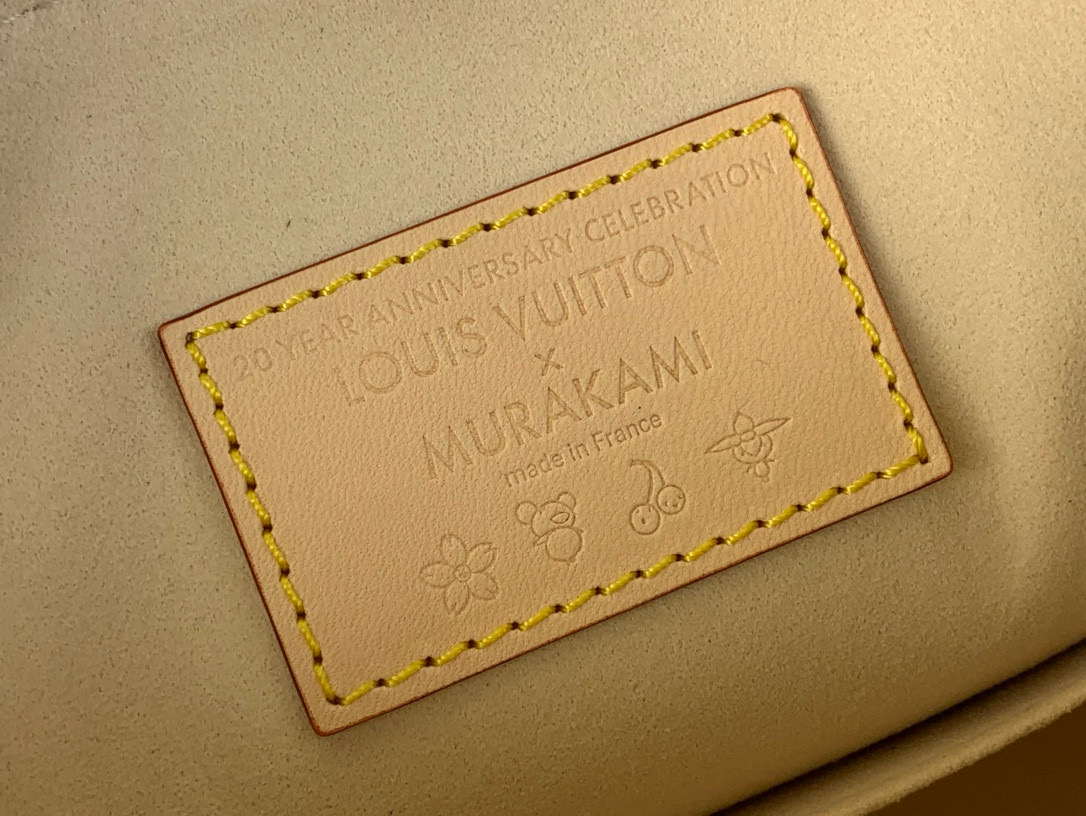 20 YEAR ANNIVERSARY CELEBRATION
LOUIS VUITTON
×
MURAKAMI
made in France